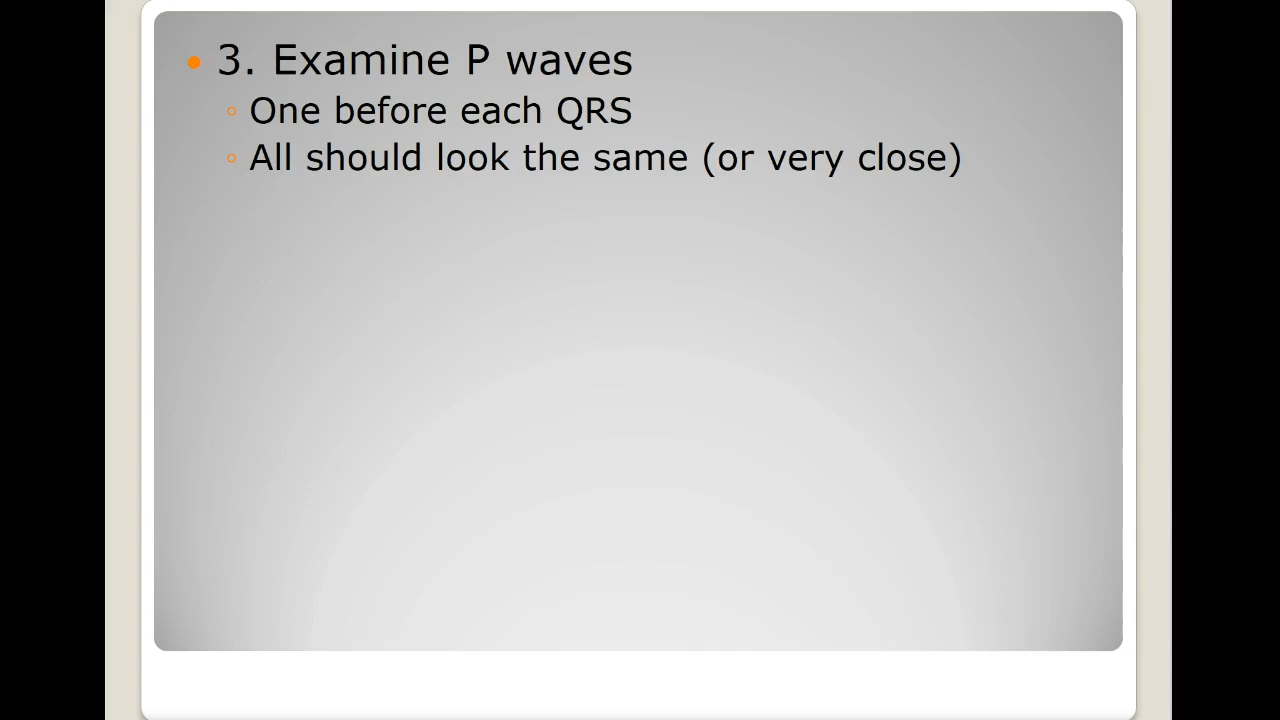 • 3. Examine P waves
◦ One before each QRS
◦ All should look the same (or very close)